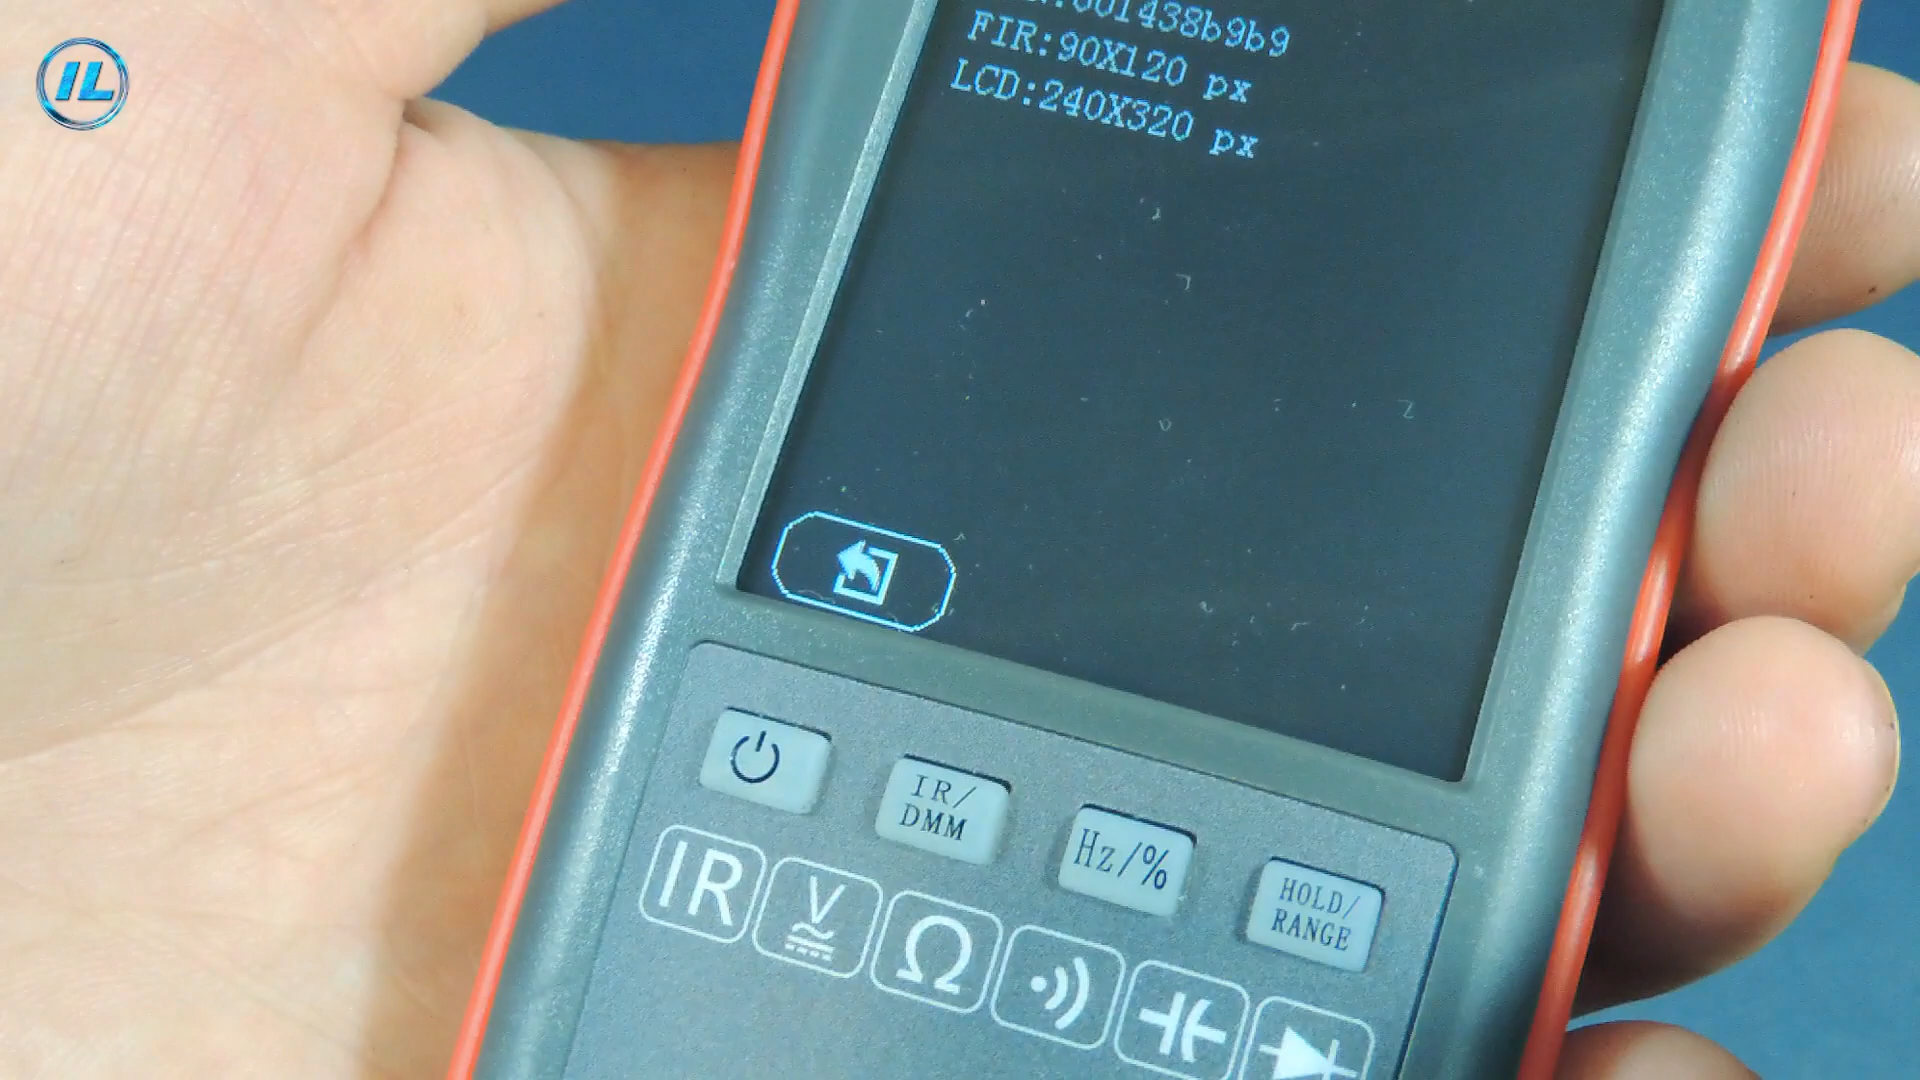 IL
FIR:90X120 px
LCD:240X320 px
IR/
DMM
Hz/%
HOLD/
RANGE
IR
V
Ω